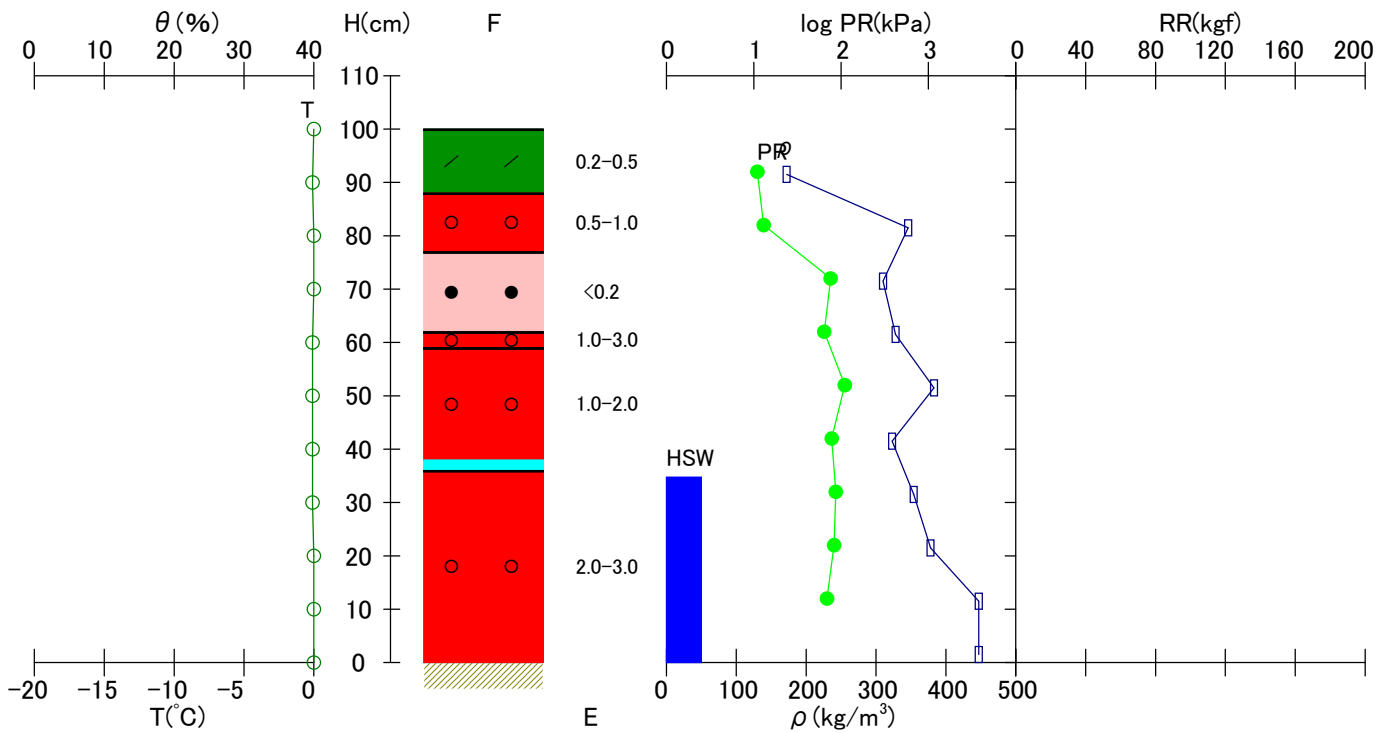 θ(%) H(cm) F log PR(kPa) RR(kgf)
0 10 20 30 40 1 2 3 0 40 80 120 160 200
110
T
100
PR ρ
0.2-0.5
90
0.5-1.0
80
70
<0.2
60
1.0-3.0
50
1.0-2.0
40
HSW
30
20
2.0-3.0
10
0
-20 -15 -10 -5 0 0 100 200 300 400 500
T(°C) E ρ(kg/m³)